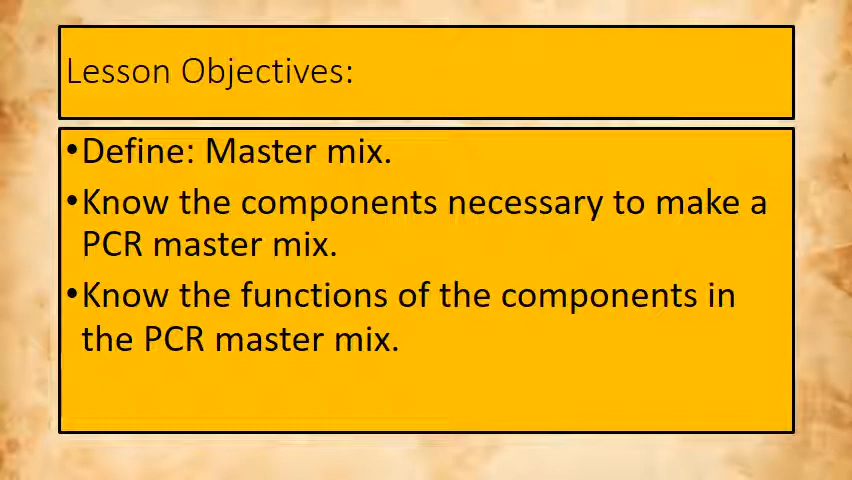 Lesson Objectives:
•Define: Master mix.
•Know the components necessary to make a
PCR master mix.
•Know the functions of the components in
the PCR master mix.